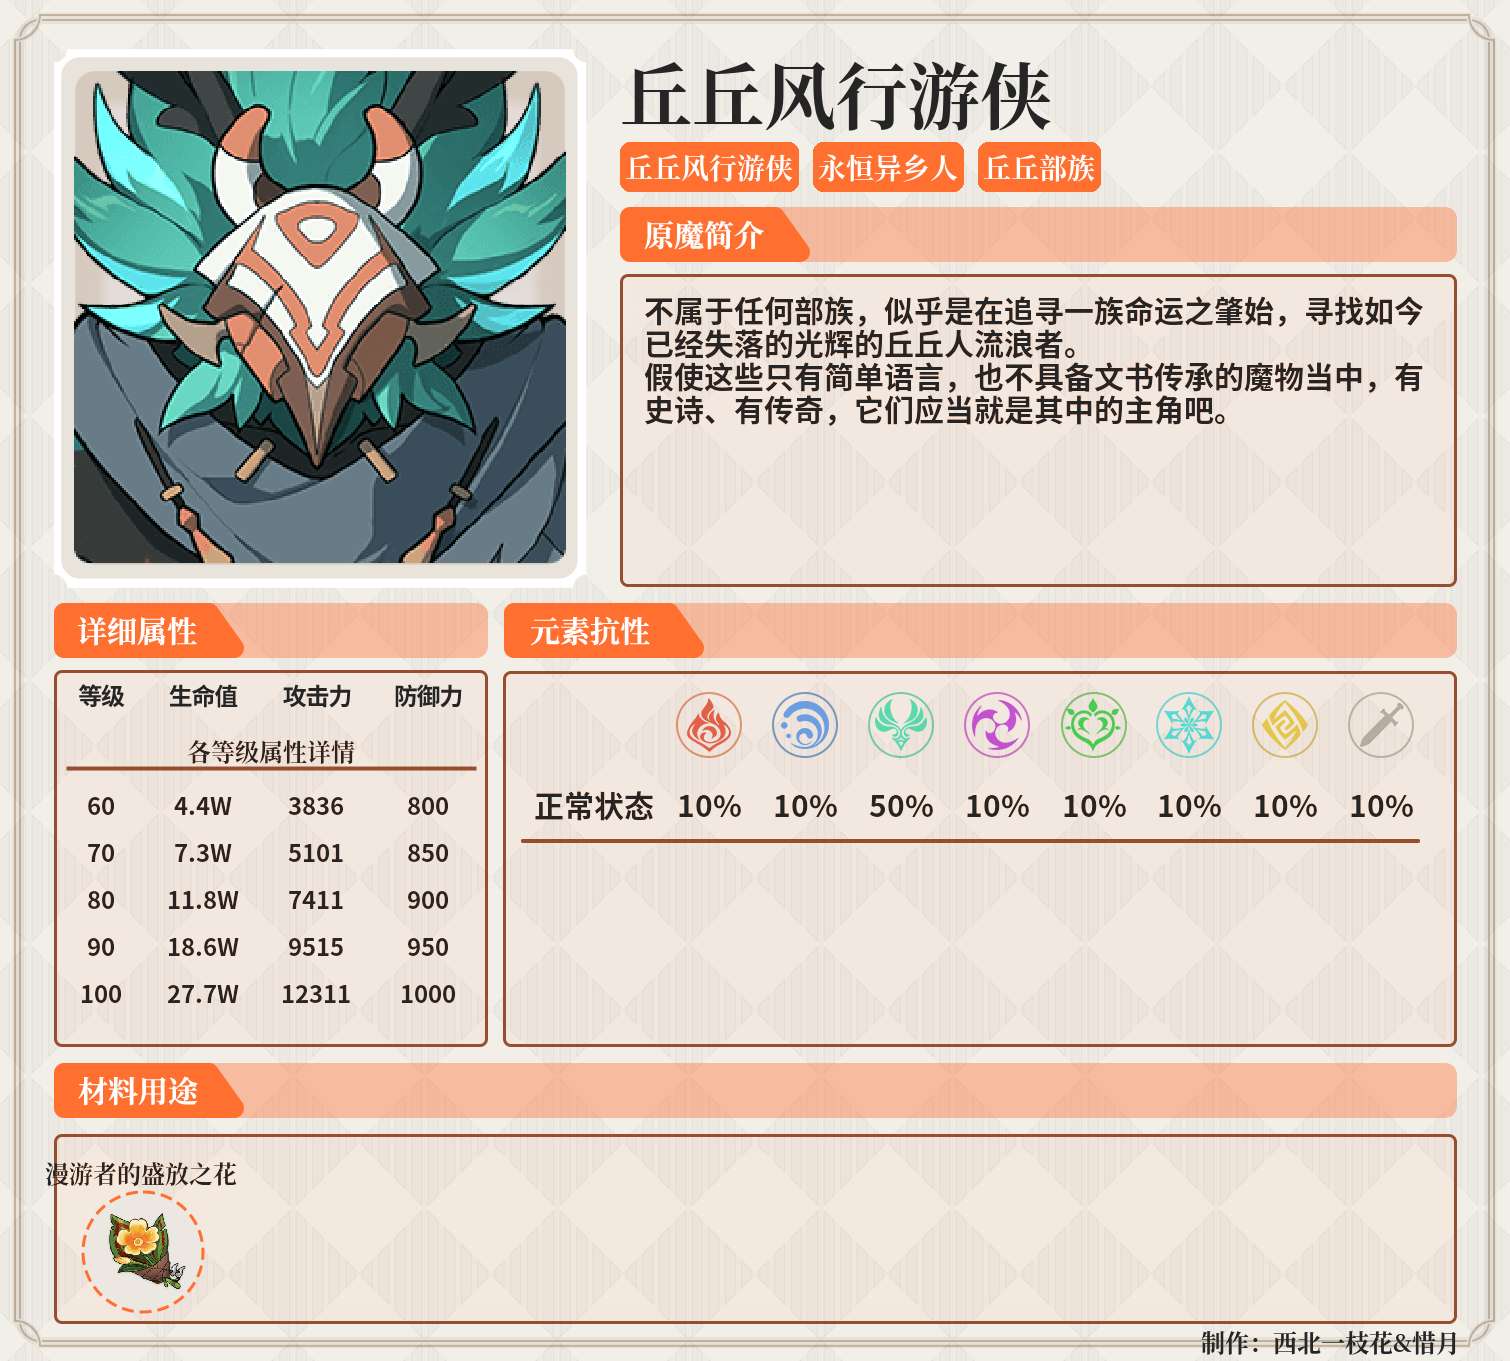 丘丘风行游侠
丘丘风行游侠 永恒异乡人 丘丘部族
原魔简介
不属于任何部族，似乎是在追寻一族命运之肇始，寻找如今
已经失落的光辉的丘丘人流浪者。
假使这些只有简单语言，也不具备文书传承的魔物当中，有
史诗、有传奇，它们应当就是其中的主角吧。
详细属性
等级 生命值 攻击力 防御力
各等级属性详情
60 4.4W 3836 800
70 7.3W 5101 850
80 11.8W 7411 900
90 18.6W 9515 950
100 27.7W 12311 1000
元素抗性
正常状态 10% 10% 50% 10% 10% 10% 10% 10%
材料用途
漫游者的盛放之花
制作：西北一枝花&惜月